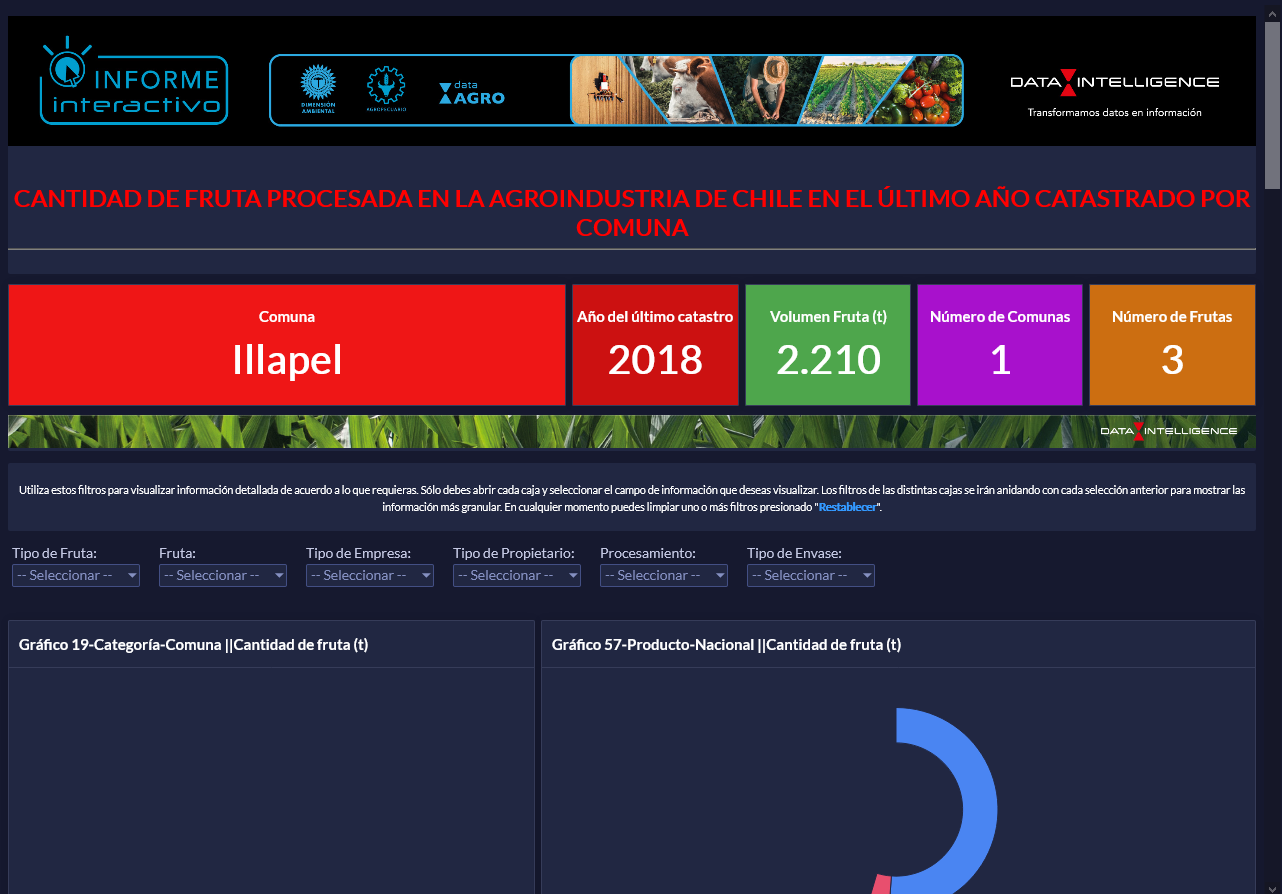 INFORME
interactivo
DIMENSIÓN
AMBIENTAL
AGROPECUARIO
data
AGRO
DATA INTELLIGENCE
Transformamos datos en información
CANTIDAD DE FRUTA PROCESADA EN LA AGROINDUSTRIA DE CHILE EN EL ÚLTIMO AÑO CATASTRADO POR
COMUNA
Comuna
Illapel
Año del último catastro
2018
Volumen Fruta (t)
2.210
Número de Comunas
1
Número de Frutas
3
DATA INTELLIGENCE
Utiliza estos filtros para visualizar información detallada de acuerdo a lo que requieras. Sólo debes abrir cada caja y seleccionar el campo de información que deseas visualizar. Los filtros de las distintas cajas se irán anidando con cada selección anterior para mostrar las
información más granular. En cualquier momento puedes limpiar uno o más filtros presionado "Restablecer".
Tipo de Fruta: Fruta: Tipo de Empresa: Tipo de Propietario: Procesamiento: Tipo de Envase:
-- Seleccionar -- -- Seleccionar -- -- Seleccionar -- -- Seleccionar -- -- Seleccionar -- -- Seleccionar --
Gráfico 19-Categoría-Comuna ||Cantidad de fruta (t)
Gráfico 57-Producto-Nacional ||Cantidad de fruta (t)